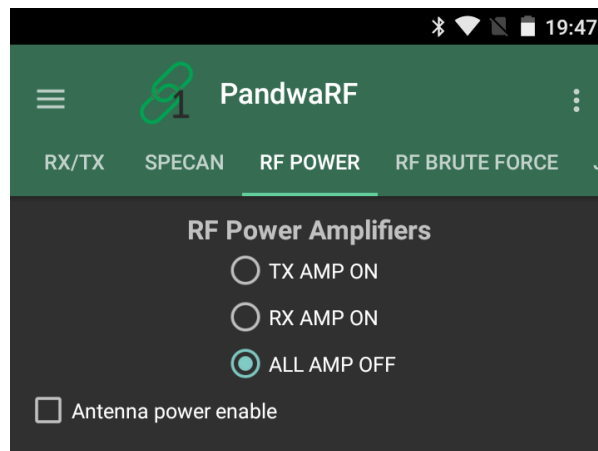 19:47
1 PandwaRF
RX/TX SPECAN RF POWER RF BRUTE FORCE
RF Power Amplifiers
TX AMP ON
RX AMP ON
ALL AMP OFF
Antenna power enable